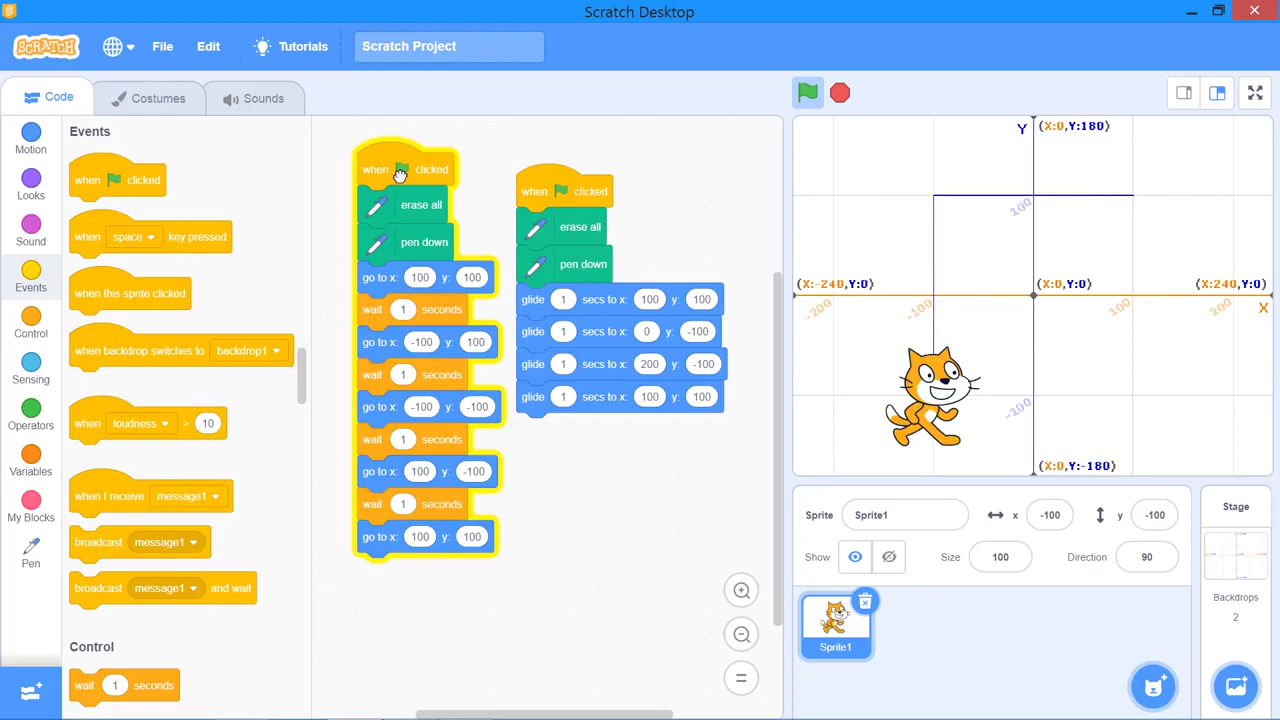 Scratch Desktop
SCRATCH File Edit Tutorials Scratch Project
Code Costumes Sounds
Motion
Looks
Sound
Events
Control
Sensing
Operators
Variables
My Blocks
Pen
Events
when clicked
when space key pressed
when this sprite clicked
when backdrop switches to backdrop1
when loudness > 10
when I receive message1
broadcast message1
broadcast message1 and wait
Control
wait 1 seconds
when clicked
erase all
pen down
go to x: 100 y: 100
wait 1 seconds
go to x: -100 y: 100
wait 1 seconds
go to x: -100 y: -100
wait 1 seconds
go to x: 100 y: -100
wait 1 seconds
go to x: 100 y: 100
when clicked
erase all
pen down
glide 1 secs to x: 100 y: 100
glide 1 secs to x: 0 y: -100
glide 1 secs to x: 200 y: -100
glide 1 secs to x: 100 y: 100
Y (X:0,Y:180)
100
(X:-240,Y:0) (X:0,Y:0) (X:240,Y:0)
-200 -100 100 200 X
-100
(X:0,Y:-180)
Sprite Sprite1 x -100 y -100
Show Size 100 Direction 90
Sprite1
Stage
Backdrops
2